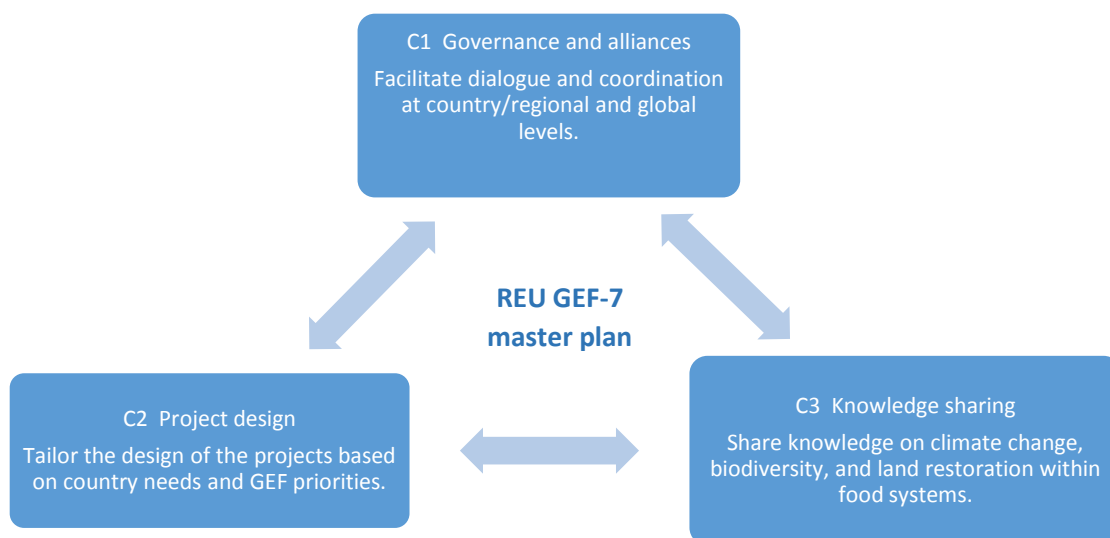 C1 Governance and alliances
Facilitate dialogue and coordination
at country/regional and global
levels.
REU GEF-7
master plan
C2 Project design
Tailor the design of the projects based
on country needs and GEF priorities.
C3 Knowledge sharing
Share knowledge on climate change,
biodiversity, and land restoration within
food systems.